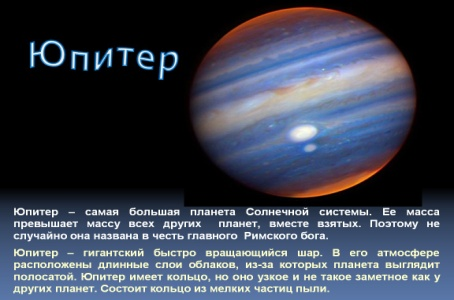 Юпитер
Юпитер – самая большая планета Солнечной системы. Ее масса
превышает массу всех других планет, вместе взятых. Поэтому не
случайно она названа в честь главного Римского бога.
Юпитер – гигантский быстро вращающийся шар. В его атмосфере
расположены длинные слои облаков, из-за которых планета выглядит
полосатой. Юпитер имеет кольцо, но оно узкое и не такое заметное как у
других планет. Состоит кольцо из мелких частиц пыли.